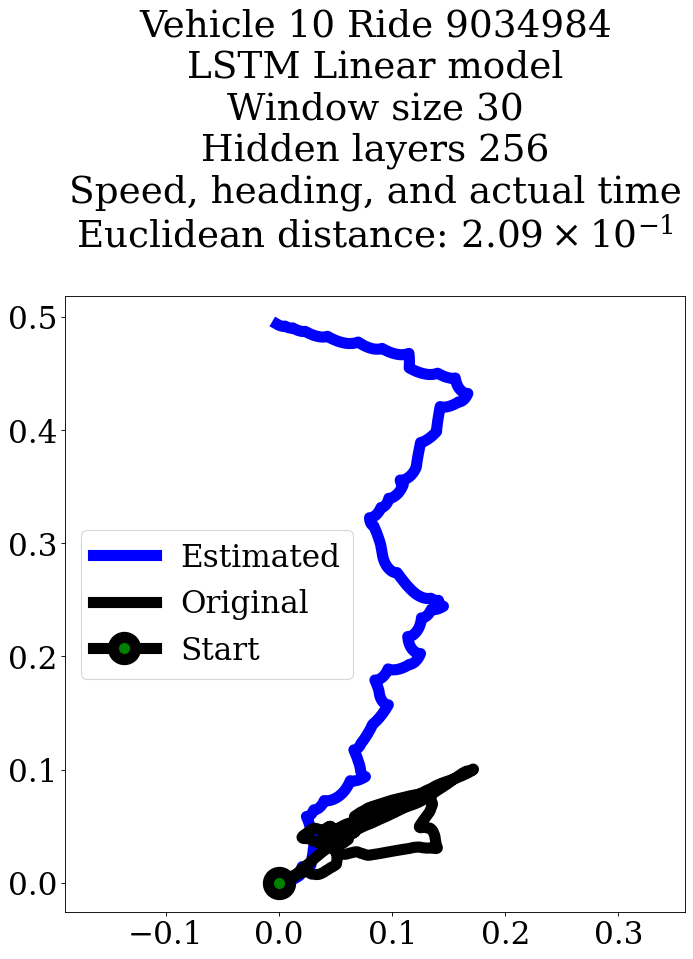 Vehicle 10 Ride 9034984
LSTM Linear model
Window size 30
Hidden layers 256
Speed, heading, and actual time
Euclidean distance: 2.09 × 10⁻¹
0.5
0.4
0.3
0.2
0.1
0.0
Estimated
Original
Start
−0.1 0.0 0.1 0.2 0.3